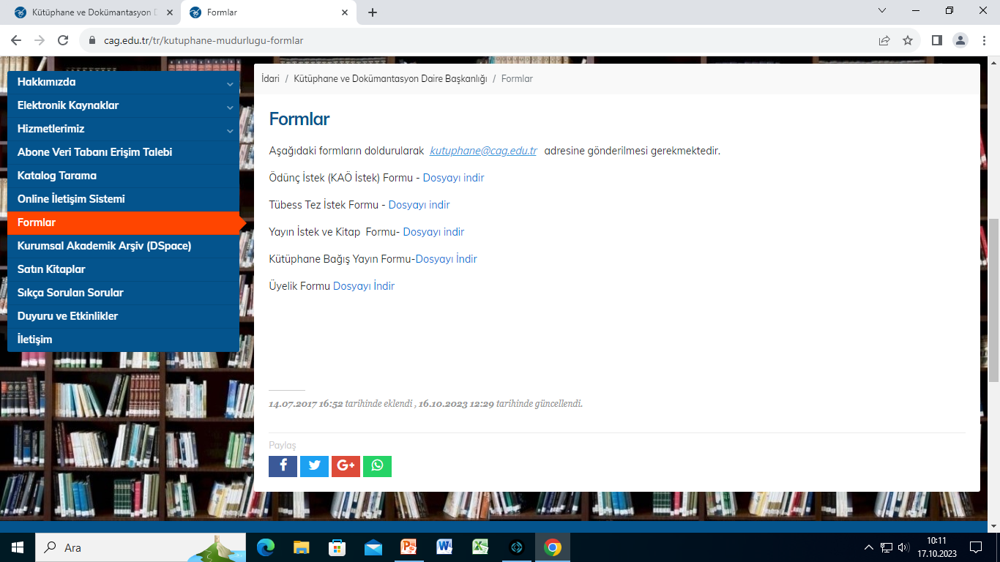 Kütüphane ve Dokümantasyon D
Formlar
cag.edu.tr/tr/kutuphane-mudurlugu-formlar
Hakkımızda
Elektronik Kaynaklar
Hizmetlerimiz
Abone Veri Tabanı Erişim Talebi
Katalog Tarama
Online İletişim Sistemi
Formlar
Kurumsal Akademik Arşiv (DSpace)
Satın Kitaplar
Sıkça Sorulan Sorular
Duyuru ve Etkinlikler
İletişim
İdari / Kütüphane ve Dokümantasyon Daire Başkanlığı / Formlar
Formlar
Aşağıdaki formların doldurularak kutuphane@cag.edu.tr adresine gönderilmesi gerekmektedir.
Ödünç İstek (KAÖ İstek) Formu - Dosyayı indir
Tübess Tez İstek Formu - Dosyayı indir
Yayın İstek ve Kitap Formu- Dosyayı indir
Kütüphane Bağış Yayın Formu-Dosyayı İndir
Üyelik Formu Dosyayı İndir
14.07.2017 16:52 tarihinde eklendi , 16.10.2023 12:29 tarihinde güncellendi.
Paylaş
Ara
10:11
17.10.2023